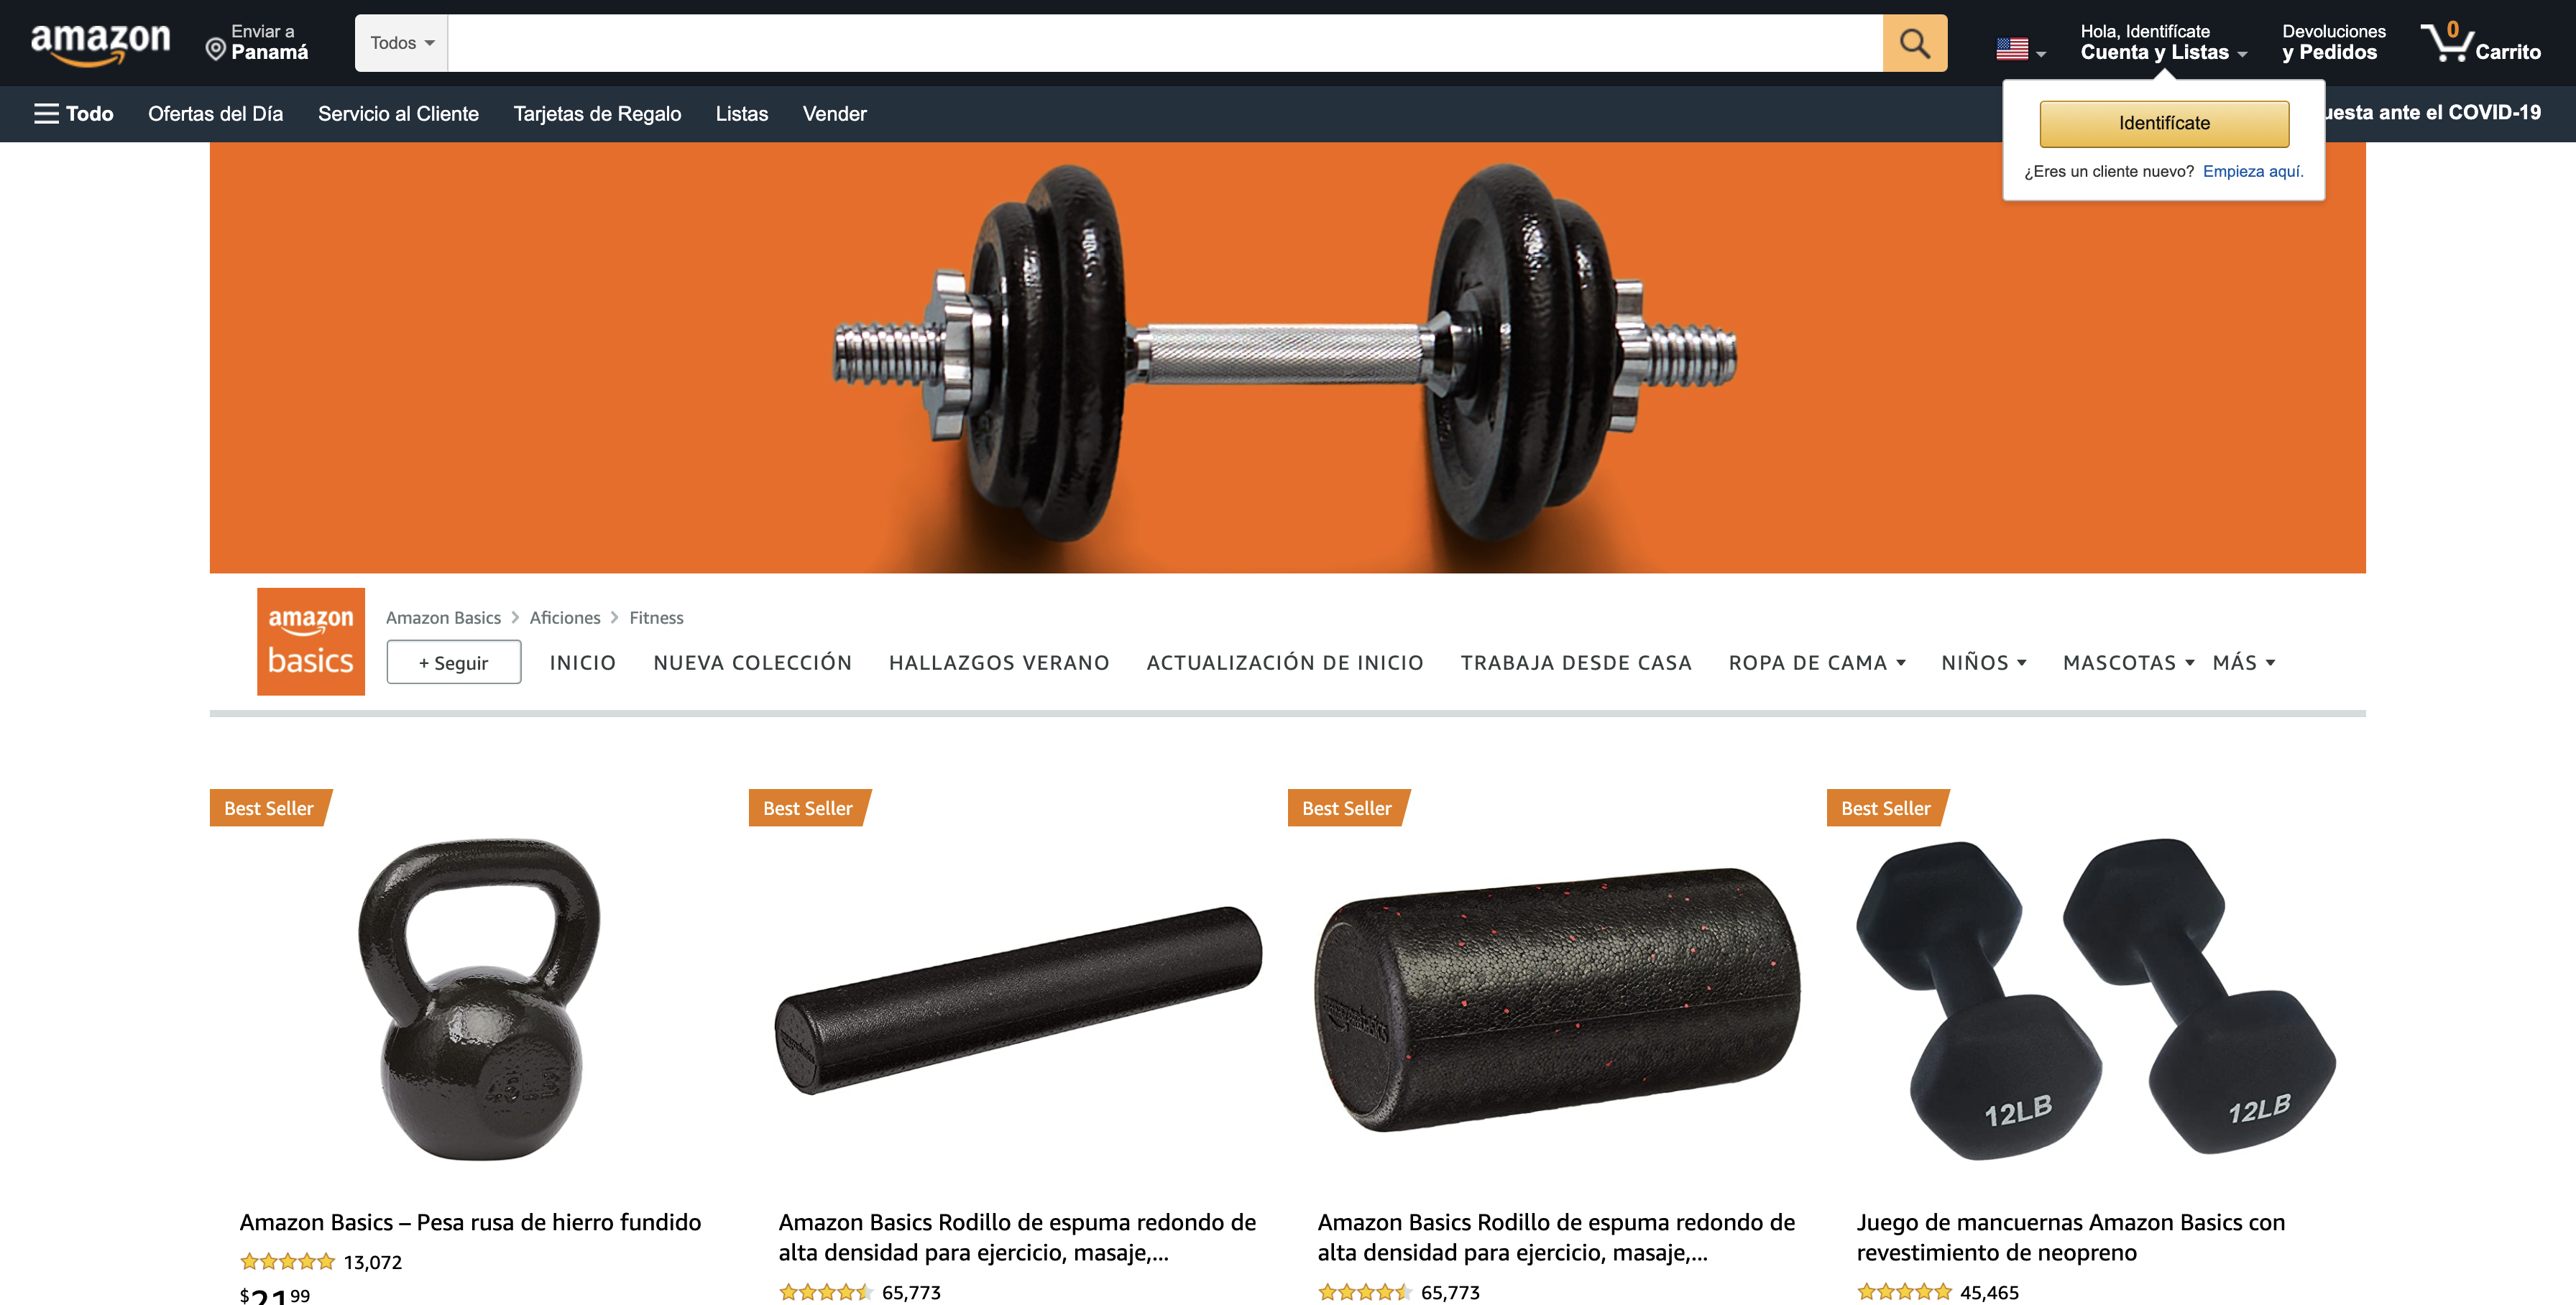 amazon
Enviar a
Panamá
Todos
Hola, Identifícate
Cuenta y Listas
Devoluciones
y Pedidos
0
Carrito
Todo
Ofertas del Día
Servicio al Cliente
Tarjetas de Regalo
Listas
Vender
ante el COVID-19
Identifícate
¿Eres un cliente nuevo? Empieza aquí.
amazon
basics
Amazon Basics > Aficiones > Fitness
+ Seguir
INICIO
NUEVA COLECCIÓN
HALLAZGOS VERANO
ACTUALIZACIÓN DE INICIO
TRABAJA DESDE CASA
ROPA DE CAMA
NIÑOS
MASCOTAS
MÁS
Best Seller
Best Seller
Best Seller
Best Seller
12LB
12LB
Amazon Basics – Pesa rusa de hierro fundido
13,072
$21.99
Amazon Basics Rodillo de espuma redondo de
alta densidad para ejercicio, masaje,...
65,773
Amazon Basics Rodillo de espuma redondo de
alta densidad para ejercicio, masaje,...
65,773
Juego de mancuernas Amazon Basics con
revestimiento de neopreno
45,465